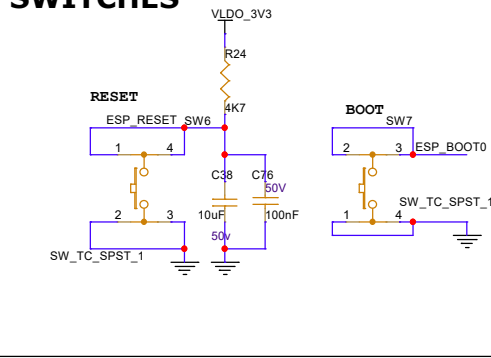 SWITCHES
VLDO_3V3
R24
4K7
RESET
ESP_RESET SW6
1 4
2 3
SW_TC_SPST_1
C38
10uF
50v
C76
50V
100nF
BOOT
SW7
2 3 ESP_BOOT0
1 4
SW_TC_SPST_1